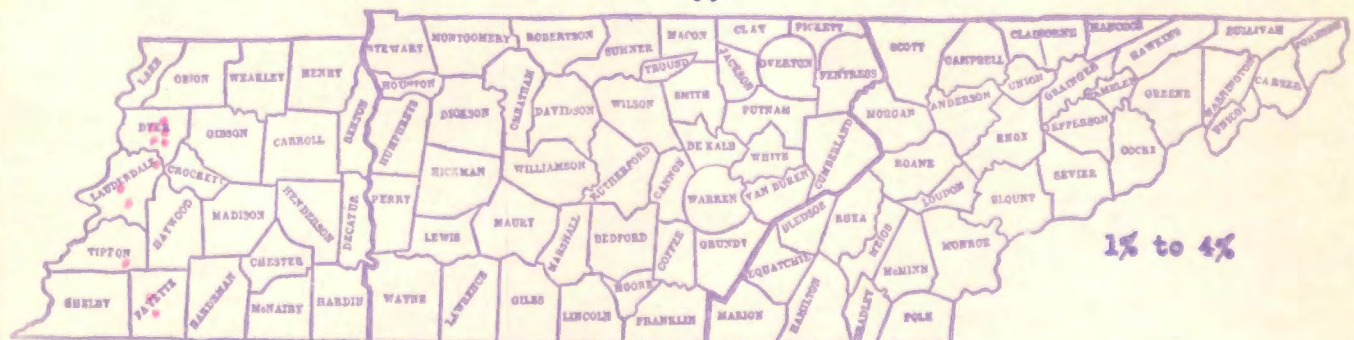 STEWART MONTGOMERY ROBERTSON SUMNER MACON CLAY PICKETT SCOTT CAMPBELL CLAIBORNE HANCOCK HAWKINS SULLIVAN JOHNSON
LAKE OBION WEAKLEY HENRY HOUSTON CHEATHAM TROUSDALE JACKSON OVERTON FENTRESS UNION GRAINGER HAMBLEN GREENE WASHINGTON UNICOI CARTER
DYER GIBSON CARROLL BENTON HUMPHREYS DICKSON DAVIDSON WILSON SMITH PUTNAM MORGAN ANDERSON KNOX JEFFERSON COCKE
LAUDERDALE CROCKETT HICKMAN WILLIAMSON RUTHERFORD CANNON DE KALB WHITE CUMBERLAND ROANE LOUDON BLOUNT SEVIER
TIPTON HAYWOOD MADISON HENDERSON DECATUR PERRY LEWIS MAURY MARSHALL BEDFORD COFFEE WARREN VAN BUREN GRUNDY BLEDSOE RHEA MEIGS McMINN MONROE
1% to 4%
SHELBY FAYETTE HARDEMAN CHESTER McNAIRY HARDIN WAYNE LAWRENCE GILES LINCOLN MOORE FRANKLIN MARION EQUATCHIE HAMILTON BRADLEY POLK